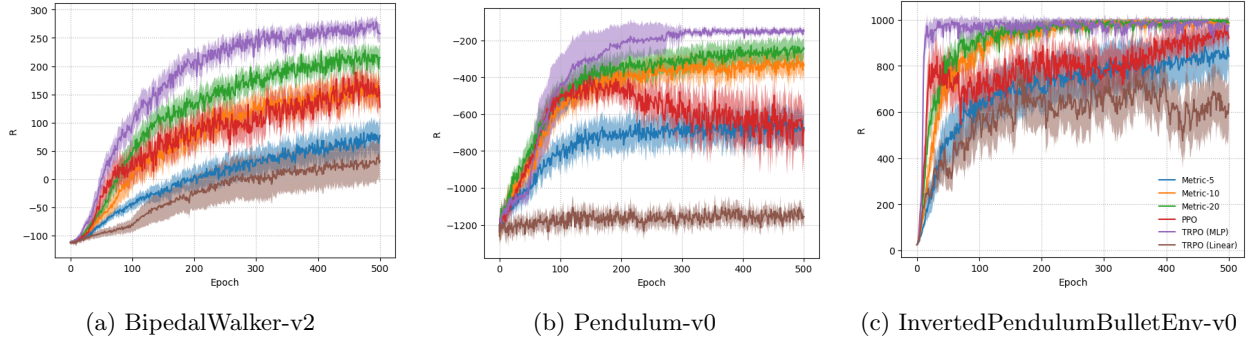 300
250
200
150
100
50
0
−50
−100
R
0 100 200 300 400 500
Epoch
−200
−400
−600
−800
−1000
−1200
R
0 100 200 300 400 500
Epoch
1000
800
600
400
200
0
R
0 100 200 300 400 500
Epoch
Metric-5
Metric-10
Metric-20
PPO
TRPO (MLP)
TRPO (Linear)
(a) BipedalWalker-v2
(b) Pendulum-v0
(c) InvertedPendulumBulletEnv-v0